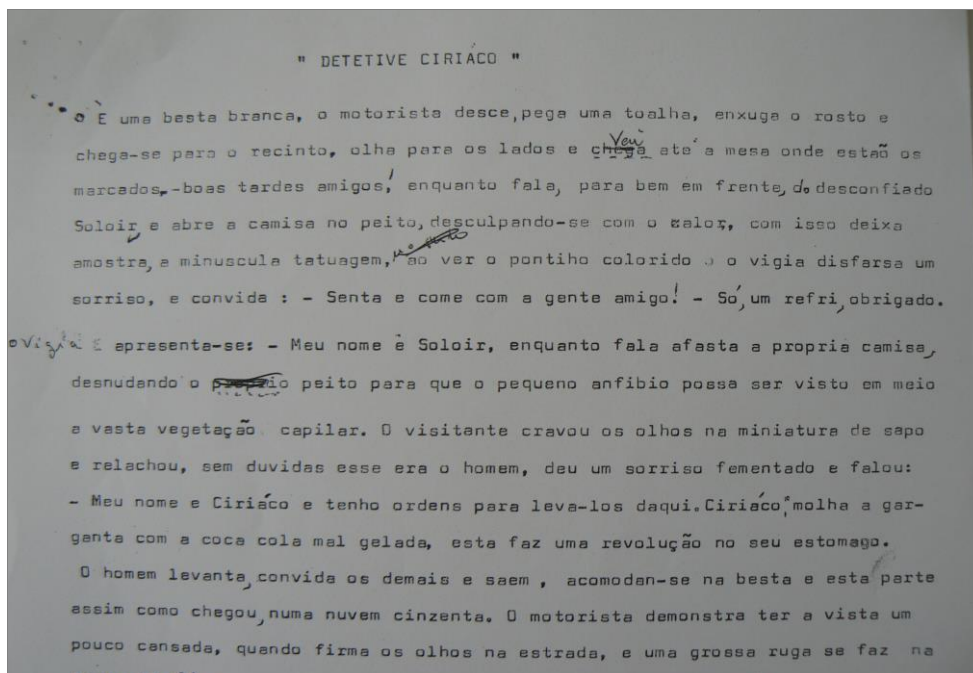 " DETETIVE CIRIÁCO "
o È uma besta branca, o motorista desce, pega uma toalha, enxuga o rosto e
Vai
chega-se para o recinto, olha para os lados e chega até a mesa onde estaõ os
marcados,-boas tardes amigos! enquanto fala, para bem em frente, do desconfiado
Soloir, e abre a camisa no peito, desculpando-se com o calor, com isso deixa
amostra, a minuscula tatuagem, ao ver o pontiho colorido o vigia disfarsa um
sorriso, e convida : - Senta e come com a gente amigo! - Só, um refri, obrigado.
o vigia E apresenta-se: - Meu nome è Soloir, enquanto fala afasta a propria camisa,
desnudando o proprio peito para que o pequeno anfibio possa ser visto em meio
a vasta vegetação capilar. O visitante cravou os olhos na miniatura de sapo
e relachou, sem duvidas esse era o homem, deu um sorriso fementado e falou:
- Meu nome e Ciriáco e tenho ordens para leva-los daqui. Ciriáco, molha a gar-
ganta com a coca cola mal gelada, esta faz uma revolução no seu estomago.
O homem levanta, convida os demais e saem , acomodan-se na besta e esta parte
assim como chegou, numa nuvem cinzenta. O motorista demonstra ter a vista um
pouco cansada, quando firma os olhos na estrada, e uma grossa ruga se faz na